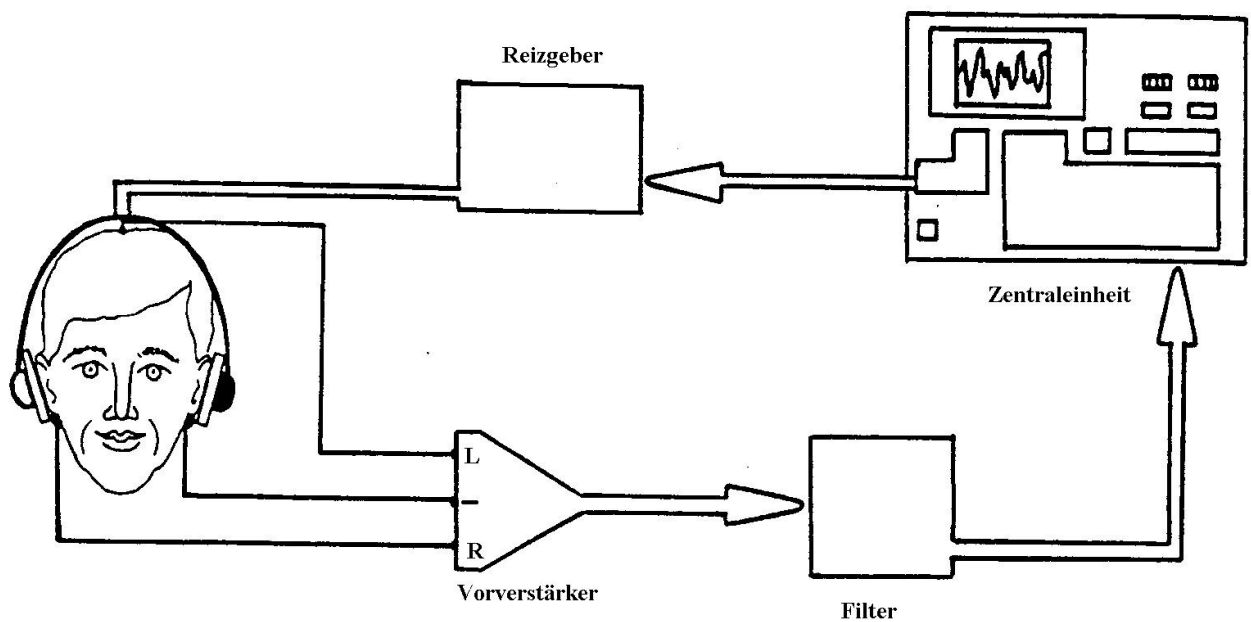 Reizgeber
Zentraleinheit
L
–
R
Vorverstärker
Filter